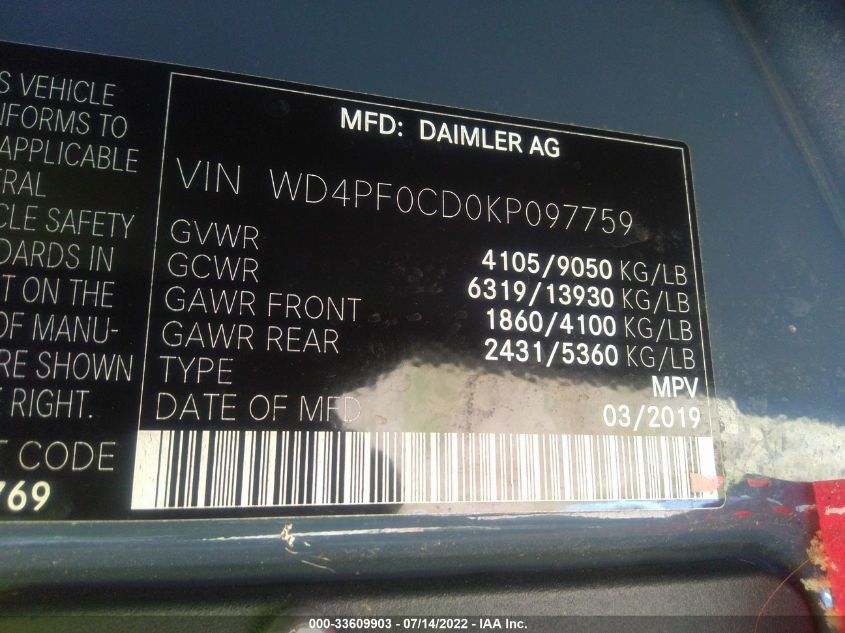 S VEHICLE
IFORMS TO
APPLICABLE
RAL
CLE SAFETY
DARDS IN
T ON THE
OF MANU-
RE SHOWN
RIGHT.
T CODE
769
MFD: DAIMLER AG
VIN WD4PF0CD0KP097759
GVWR 4105/9050 KG/LB
GCWR 6319/13930 KG/LB
GAWR FRONT 1860/4100 KG/LB
GAWR REAR 2431/5360 KG/LB
TYPE MPV
DATE OF MFD 03/2019
000-33609903 / 07/14/2022 - IAA Inc.